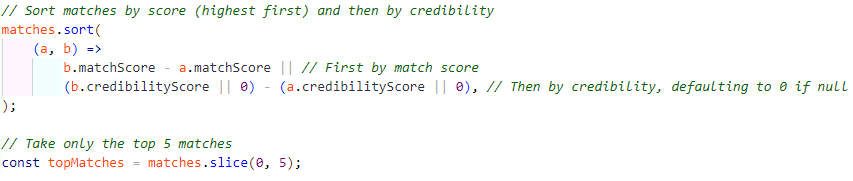 // Sort matches by score (highest first) and then by credibility
matches.sort(
    (a, b) =>
        b.matchScore - a.matchScore || // First by match score
        (b.credibilityScore || 0) - (a.credibilityScore || 0), // Then by credibility, defaulting to 0 if null
);

// Take only the top 5 matches
const topMatches = matches.slice(0, 5);